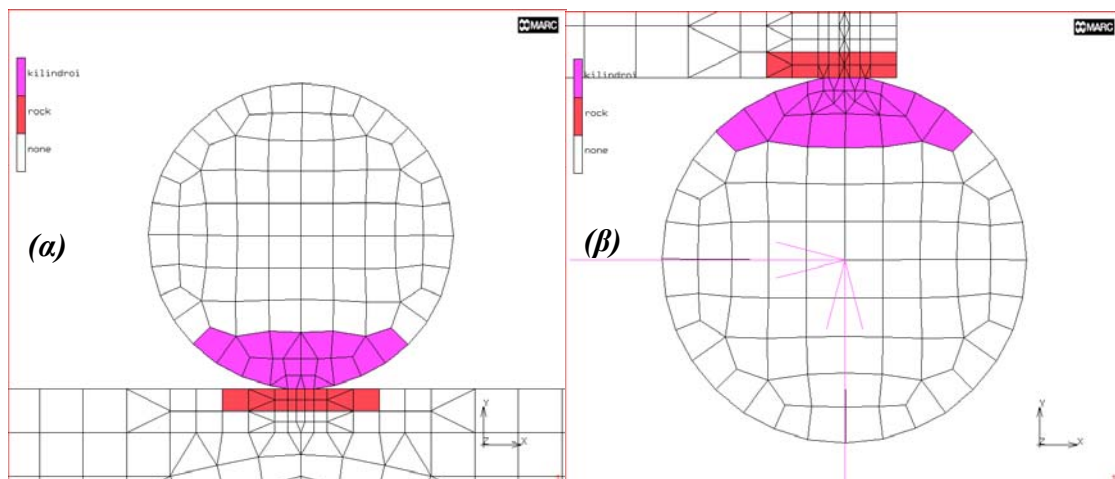 MARC
kilindroi
rock
none
(α)
Y
Z X
MARC
kilindroi
rock
none
(β)
Y
Z X